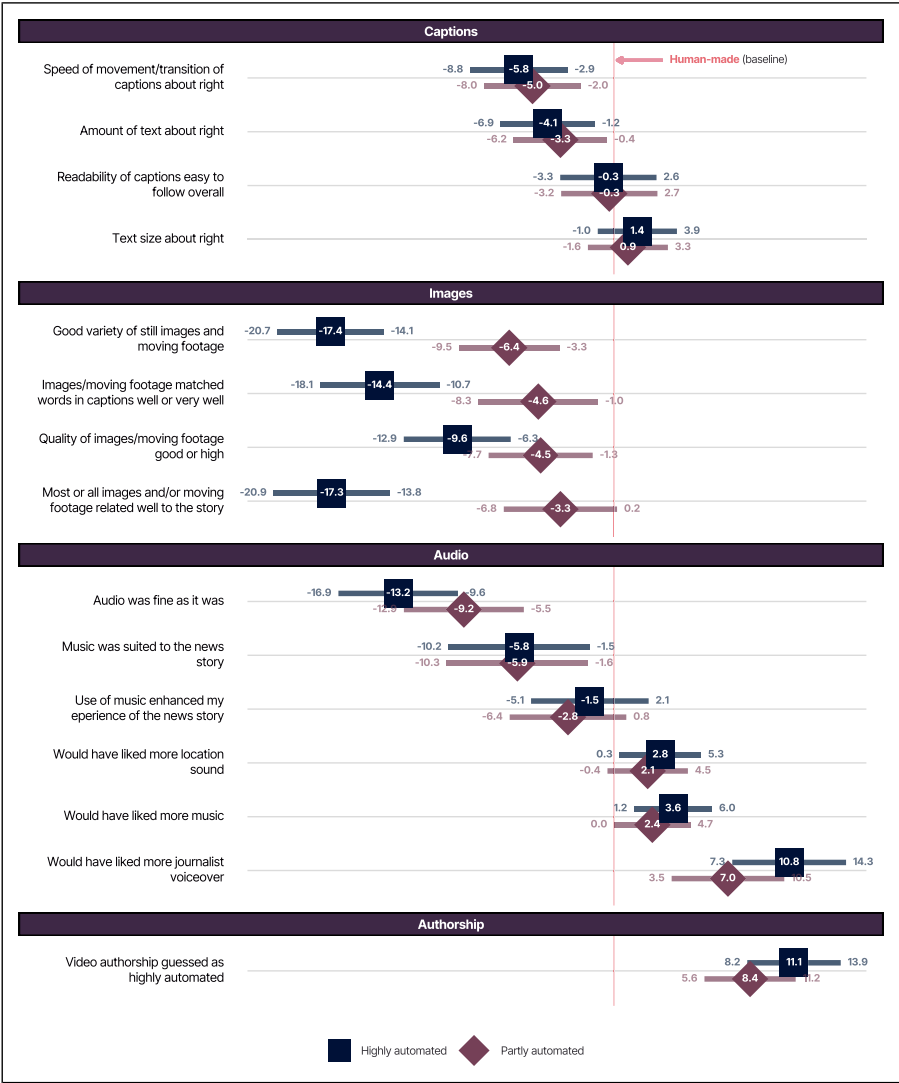 Captions
Human-made (baseline)
Speed of movement/transition of
captions about right
-8.8 -5.8 -2.9
-8.0 -5.0 -2.0
Amount of text about right
-6.9 -4.1 -1.2
-6.2 -3.3 -0.4
Readability of captions easy to
follow overall
-3.3 -0.3 2.6
-3.2 -0.3 2.7
Text size about right
-1.0 1.4 3.9
-1.6 0.9 3.3
Images
Good variety of still images and
moving footage
-20.7 -17.4 -14.1
-9.5 -6.4 -3.3
Images/moving footage matched
words in captions well or very well
-18.1 -14.4 -10.7
-8.3 -4.6 -1.0
Quality of images/moving footage
good or high
-12.9 -9.6 -6.3
-7.7 -4.5 -1.3
Most or all images and/or moving
footage related well to the story
-20.9 -17.3 -13.8
-6.8 -3.3 0.2
Audio
Audio was fine as it was
-16.9 -13.2 -9.6
-9.2 -5.5
Music was suited to the news
story
-10.2 -5.8 -1.5
-10.3 -5.9 -1.6
Use of music enhanced my
eperience of the news story
-5.1 -1.5 2.1
-6.4 -2.8 0.8
Would have liked more location
sound
0.3 2.8 5.3
-0.4 2.1 4.5
Would have liked more music
1.2 3.6 6.0
0.0 2.4 4.7
Would have liked more journalist
voiceover
7.3 10.8 14.3
3.5 7.0 10.5
Authorship
Video authorship guessed as
highly automated
8.2 11.1 13.9
5.6 8.4 11.2
Highly automated Partly automated